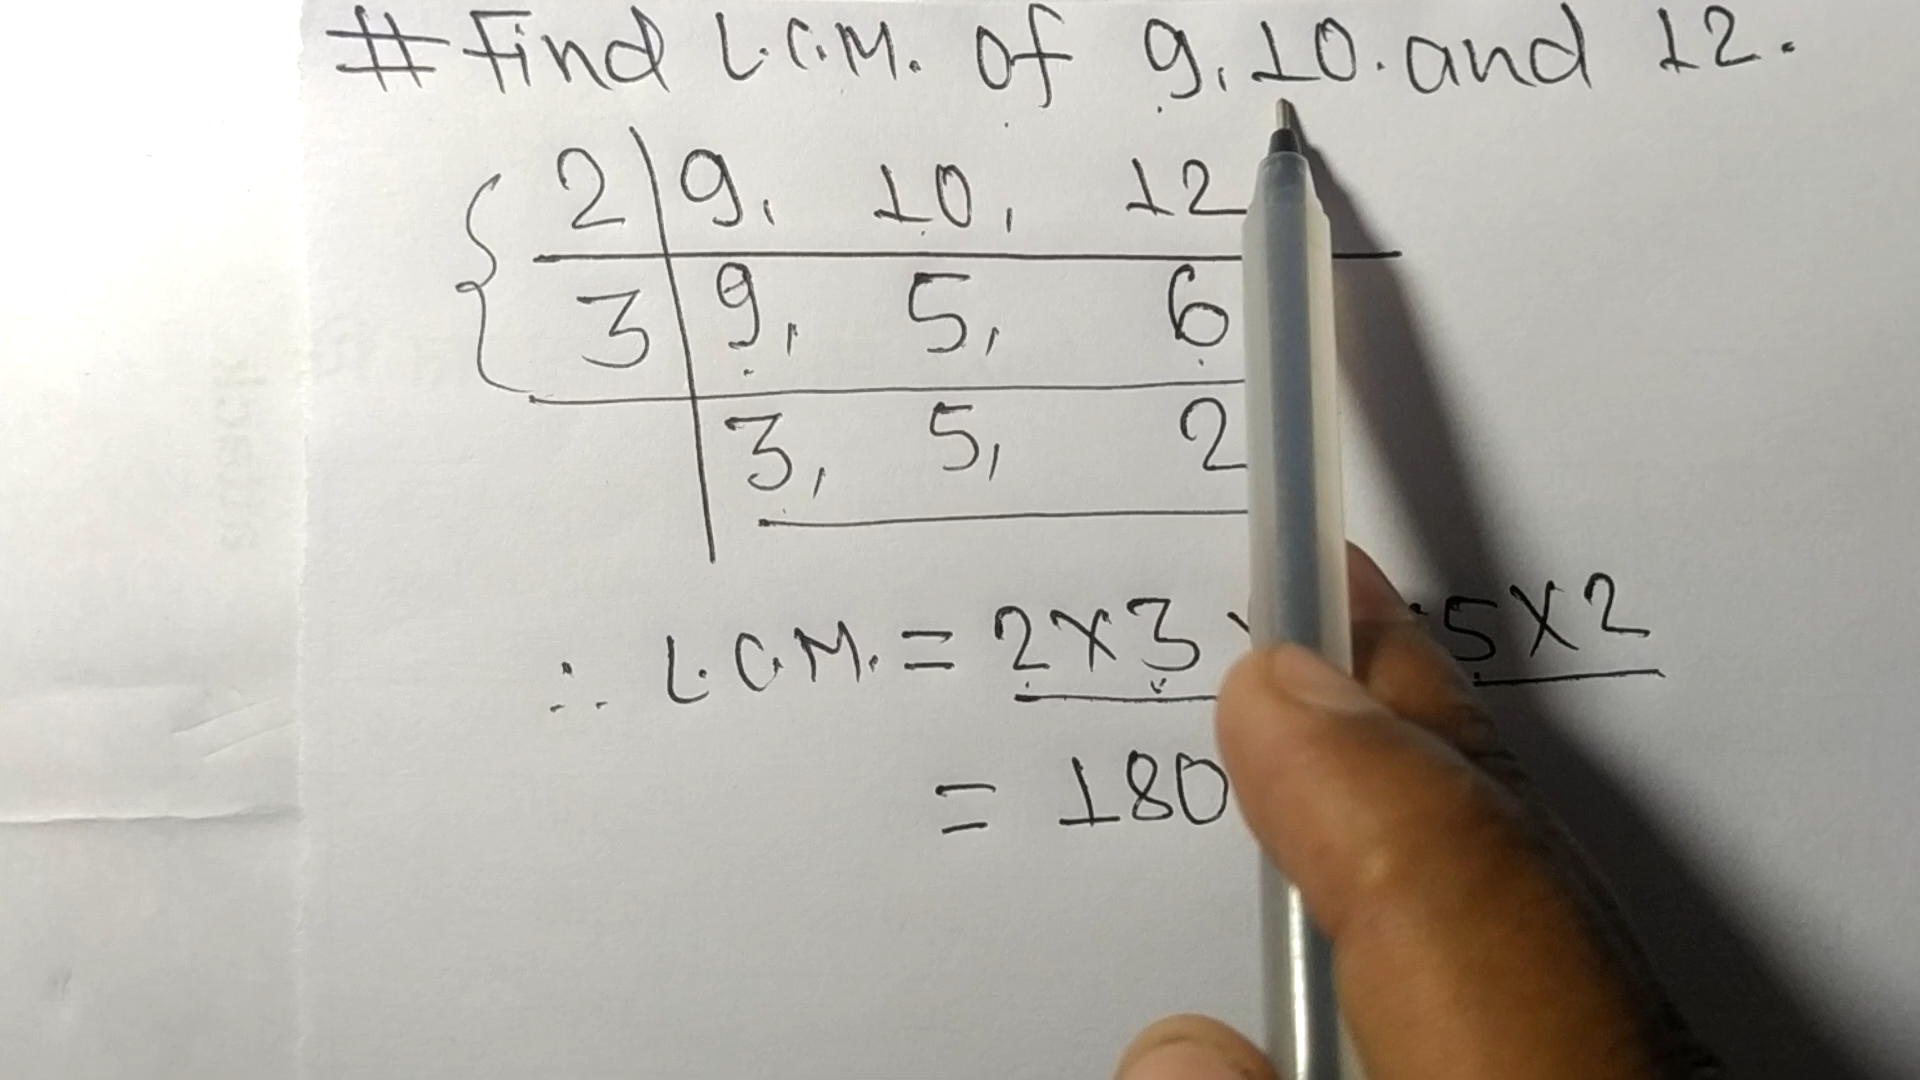 # Find L.C.M. of 9, 10. and 12.
2 | 9, 10, 12
3 | 9, 5, 6
3, 5, 2
∴ L.C.M. = 2 × 3 5 × 2
= 180